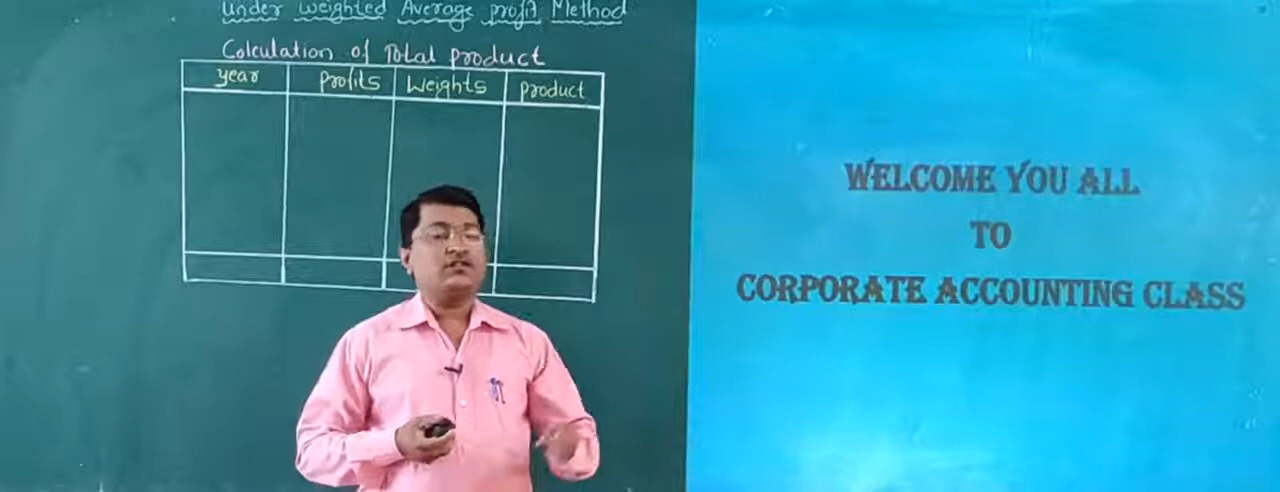 under weighted Average profit Method
Calculation of Total product
year profits Weights product
WELCOME YOU ALL
TO
CORPORATE ACCOUNTING CLASS